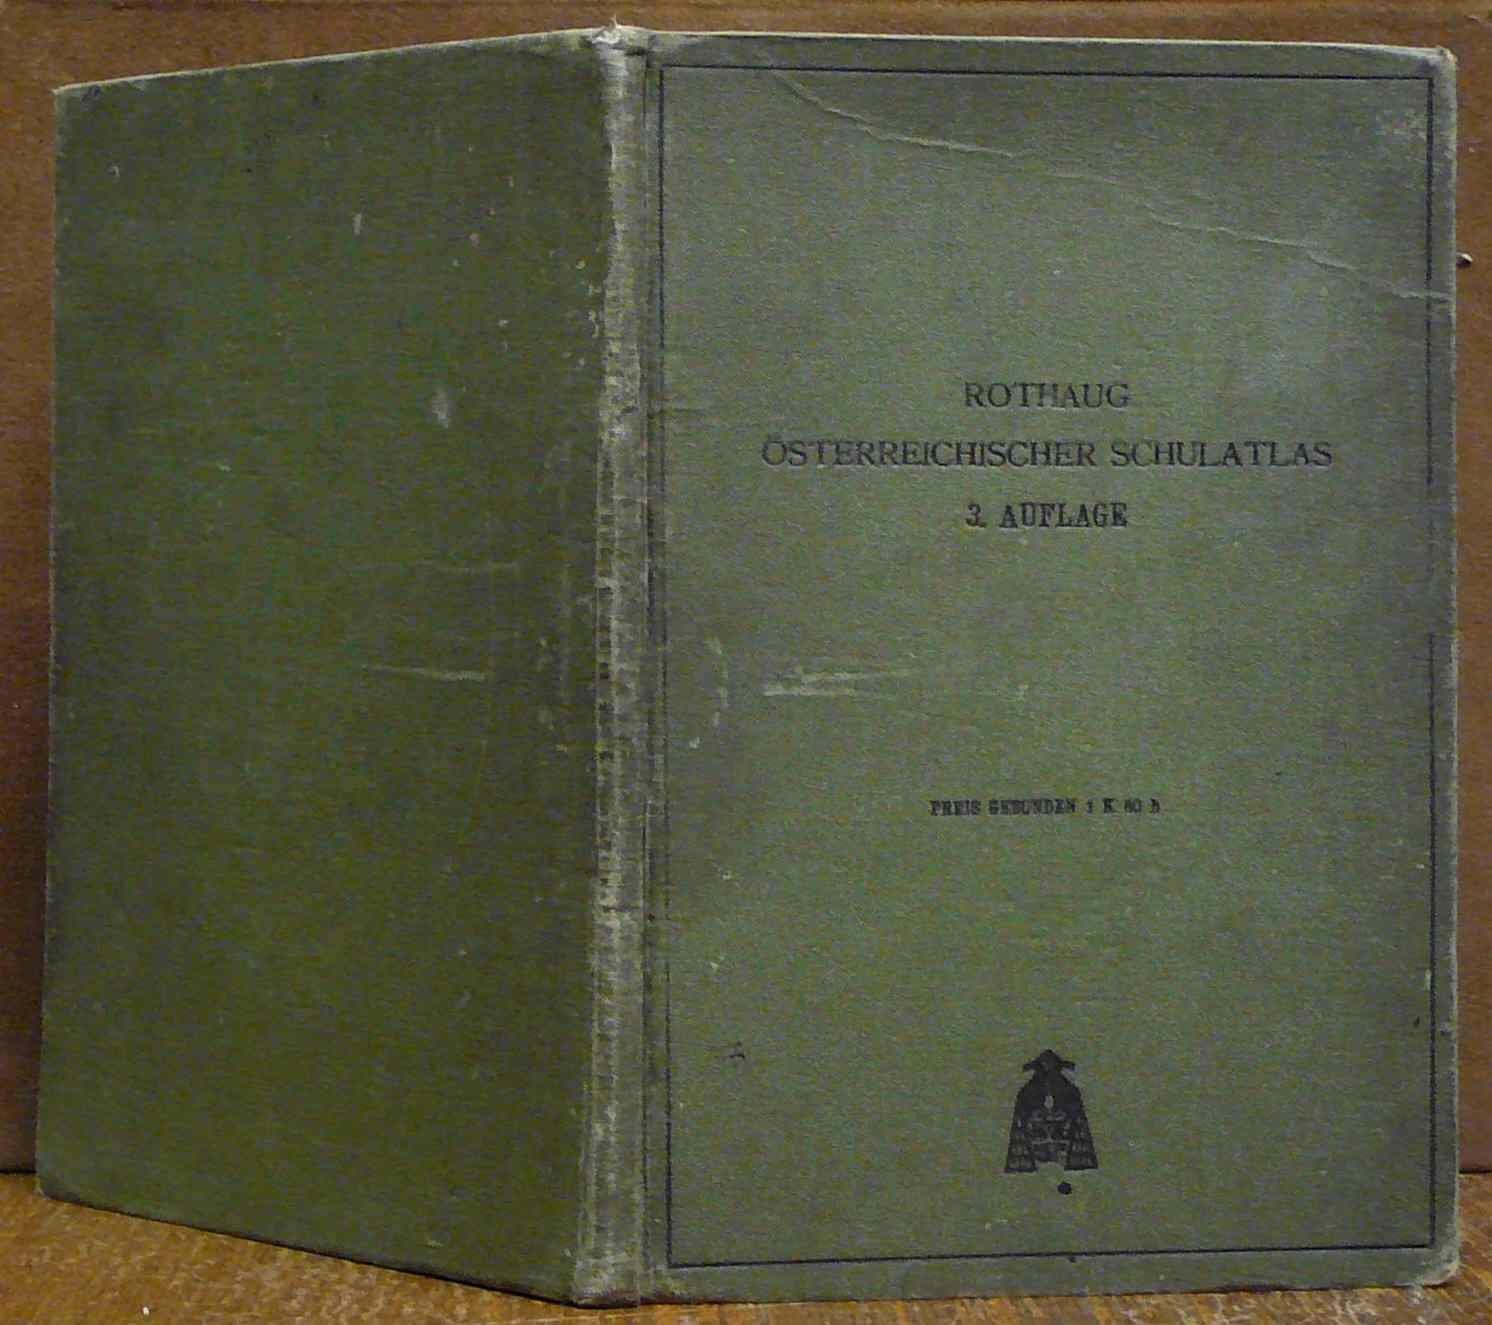 ROTHAUG
ÖSTERREICHISCHER SCHULATLAS
3. AUFLAGE
PREIS GEBUNDEN 1 K 80 h